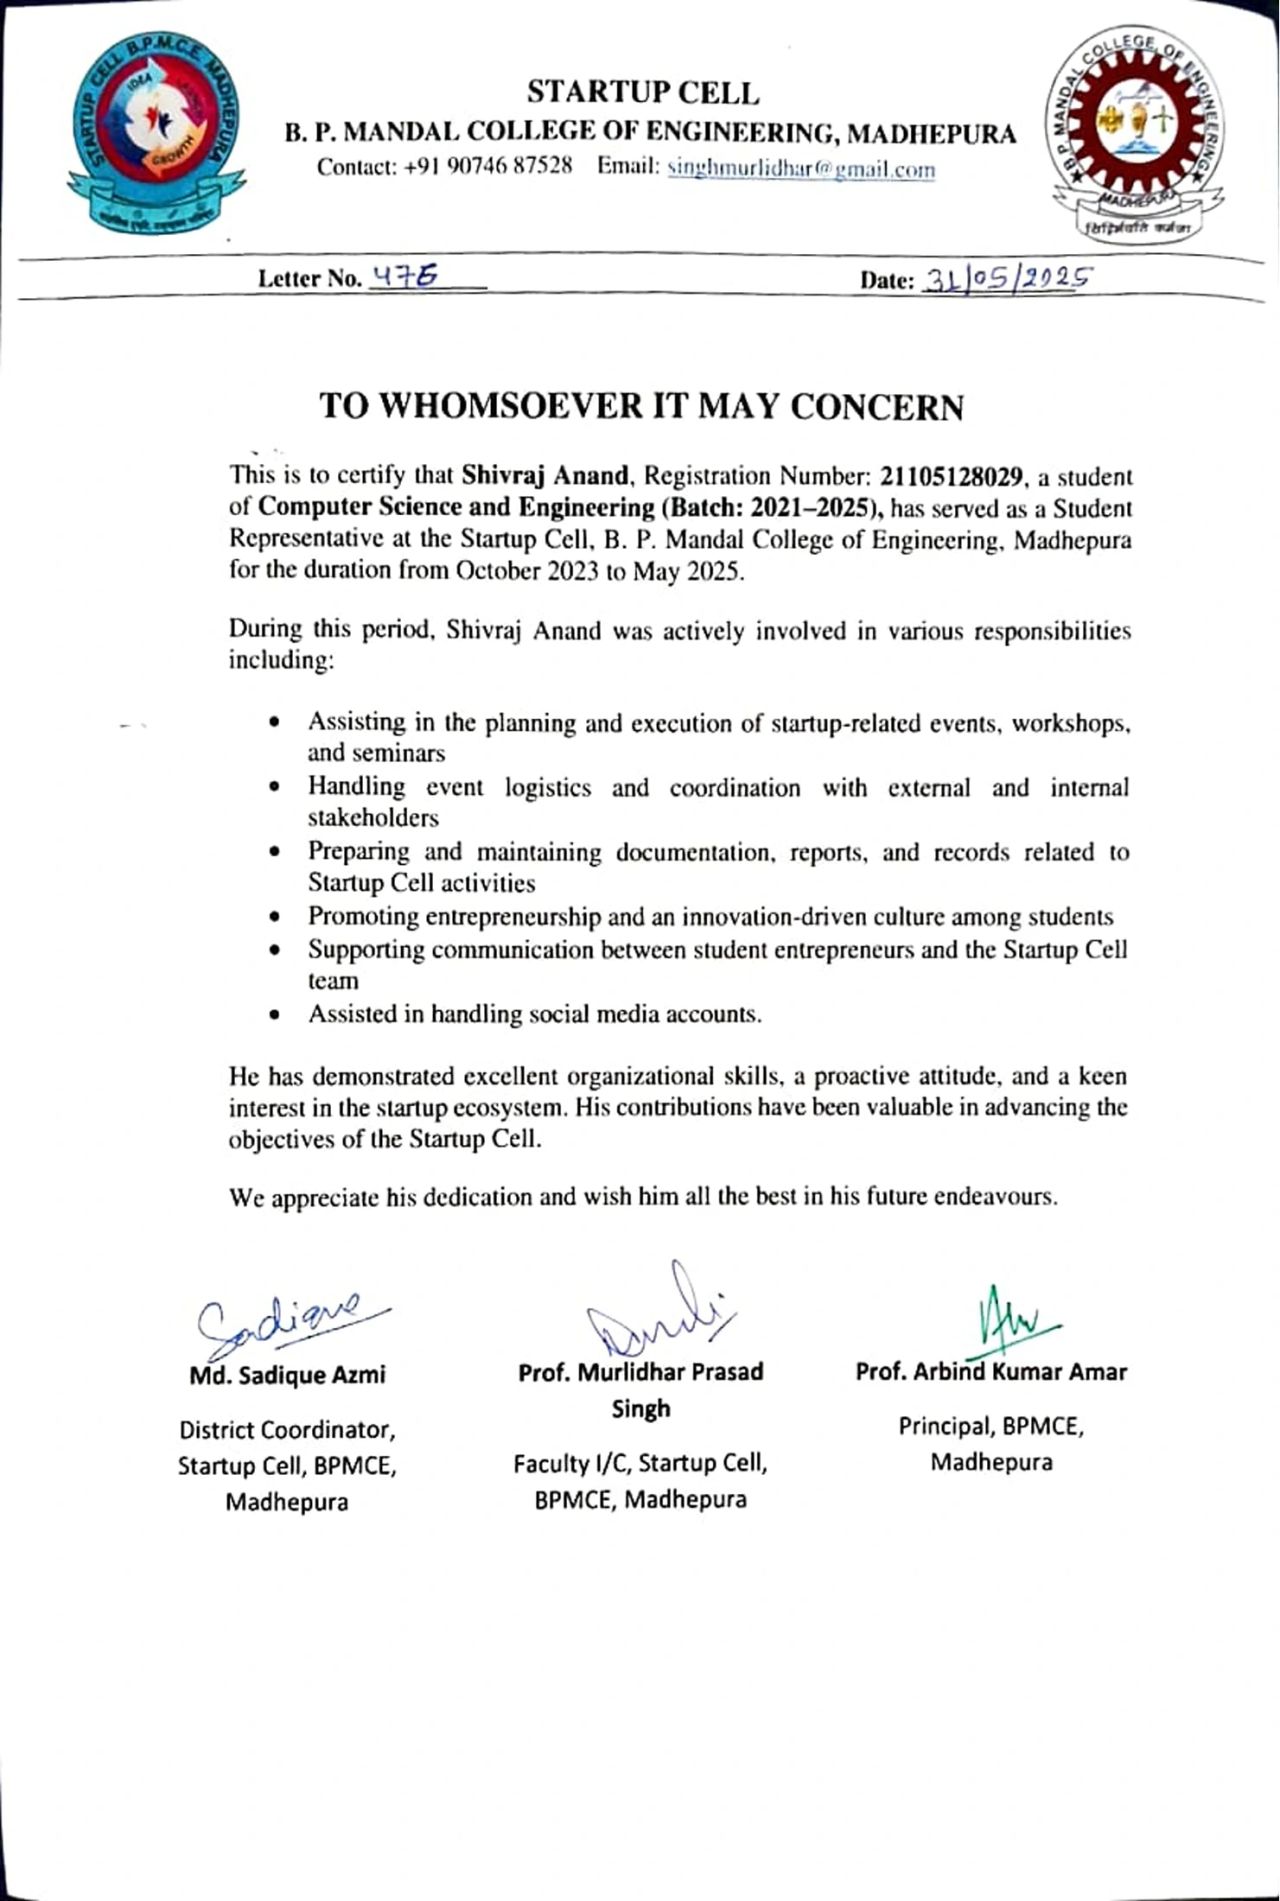 STARTUP CELL B.P.M.C.E. MADHEPURA
IDEA
GROWTH
B P MANDAL COLLEGE OF ENGINEERING
MADHEPURA
STARTUP CELL
B. P. MANDAL COLLEGE OF ENGINEERING, MADHEPURA
Contact: +91 90746 87528 Email: singhmurlidhar@gmail.com
Letter No. 476 Date: 31/05/2025
TO WHOMSOEVER IT MAY CONCERN
This is to certify that Shivraj Anand, Registration Number: 21105128029, a student
of Computer Science and Engineering (Batch: 2021–2025), has served as a Student
Representative at the Startup Cell, B. P. Mandal College of Engineering, Madhepura
for the duration from October 2023 to May 2025.
During this period, Shivraj Anand was actively involved in various responsibilities
including:
• Assisting in the planning and execution of startup-related events, workshops,
and seminars
• Handling event logistics and coordination with external and internal
stakeholders
• Preparing and maintaining documentation, reports, and records related to
Startup Cell activities
• Promoting entrepreneurship and an innovation-driven culture among students
• Supporting communication between student entrepreneurs and the Startup Cell
team
• Assisted in handling social media accounts.
He has demonstrated excellent organizational skills, a proactive attitude, and a keen
interest in the startup ecosystem. His contributions have been valuable in advancing the
objectives of the Startup Cell.
We appreciate his dedication and wish him all the best in his future endeavours.
Sadique
Md. Sadique Azmi
District Coordinator,
Startup Cell, BPMCE,
Madhepura
Prof. Murlidhar Prasad
Singh
Faculty I/C, Startup Cell,
BPMCE, Madhepura
Prof. Arbind Kumar Amar
Principal, BPMCE,
Madhepura